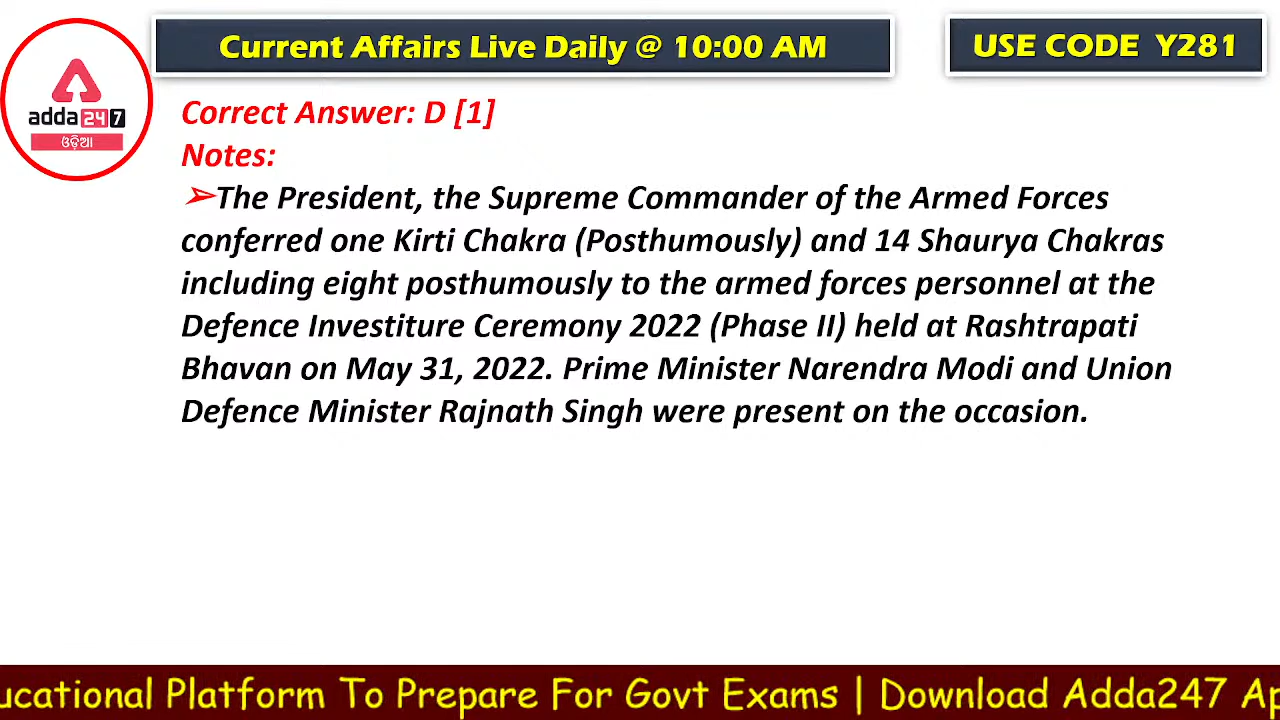 Current Affairs Live Daily @ 10:00 AM
USE CODE Y281
adda247
ଓଡ଼ିଆ
Correct Answer: D [1]
Notes:
➢The President, the Supreme Commander of the Armed Forces
conferred one Kirti Chakra (Posthumously) and 14 Shaurya Chakras
including eight posthumously to the armed forces personnel at the
Defence Investiture Ceremony 2022 (Phase II) held at Rashtrapati
Bhavan on May 31, 2022. Prime Minister Narendra Modi and Union
Defence Minister Rajnath Singh were present on the occasion.
ucational Platform To Prepare For Govt Exams | Download Adda247 Ap